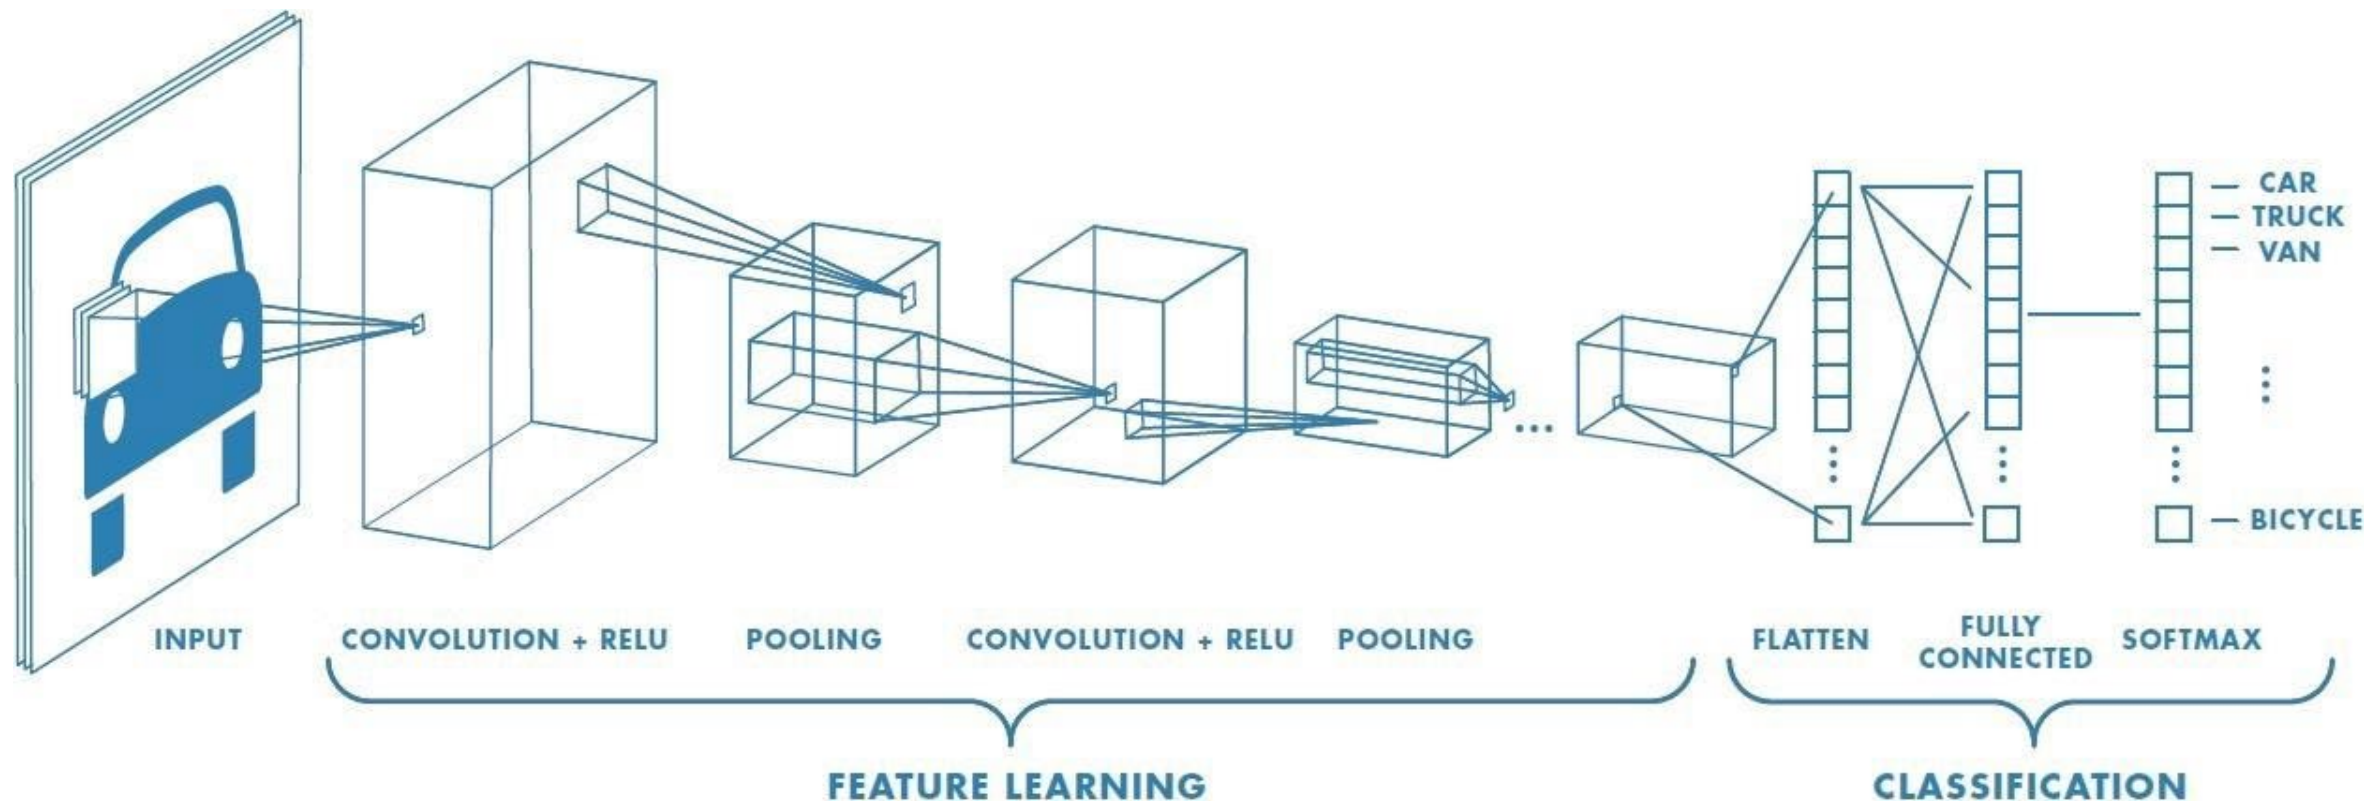 CAR
TRUCK
VAN
BICYCLE
INPUT
CONVOLUTION + RELU
POOLING
CONVOLUTION + RELU
POOLING
FLATTEN
FULLY
CONNECTED
SOFTMAX
FEATURE LEARNING
CLASSIFICATION